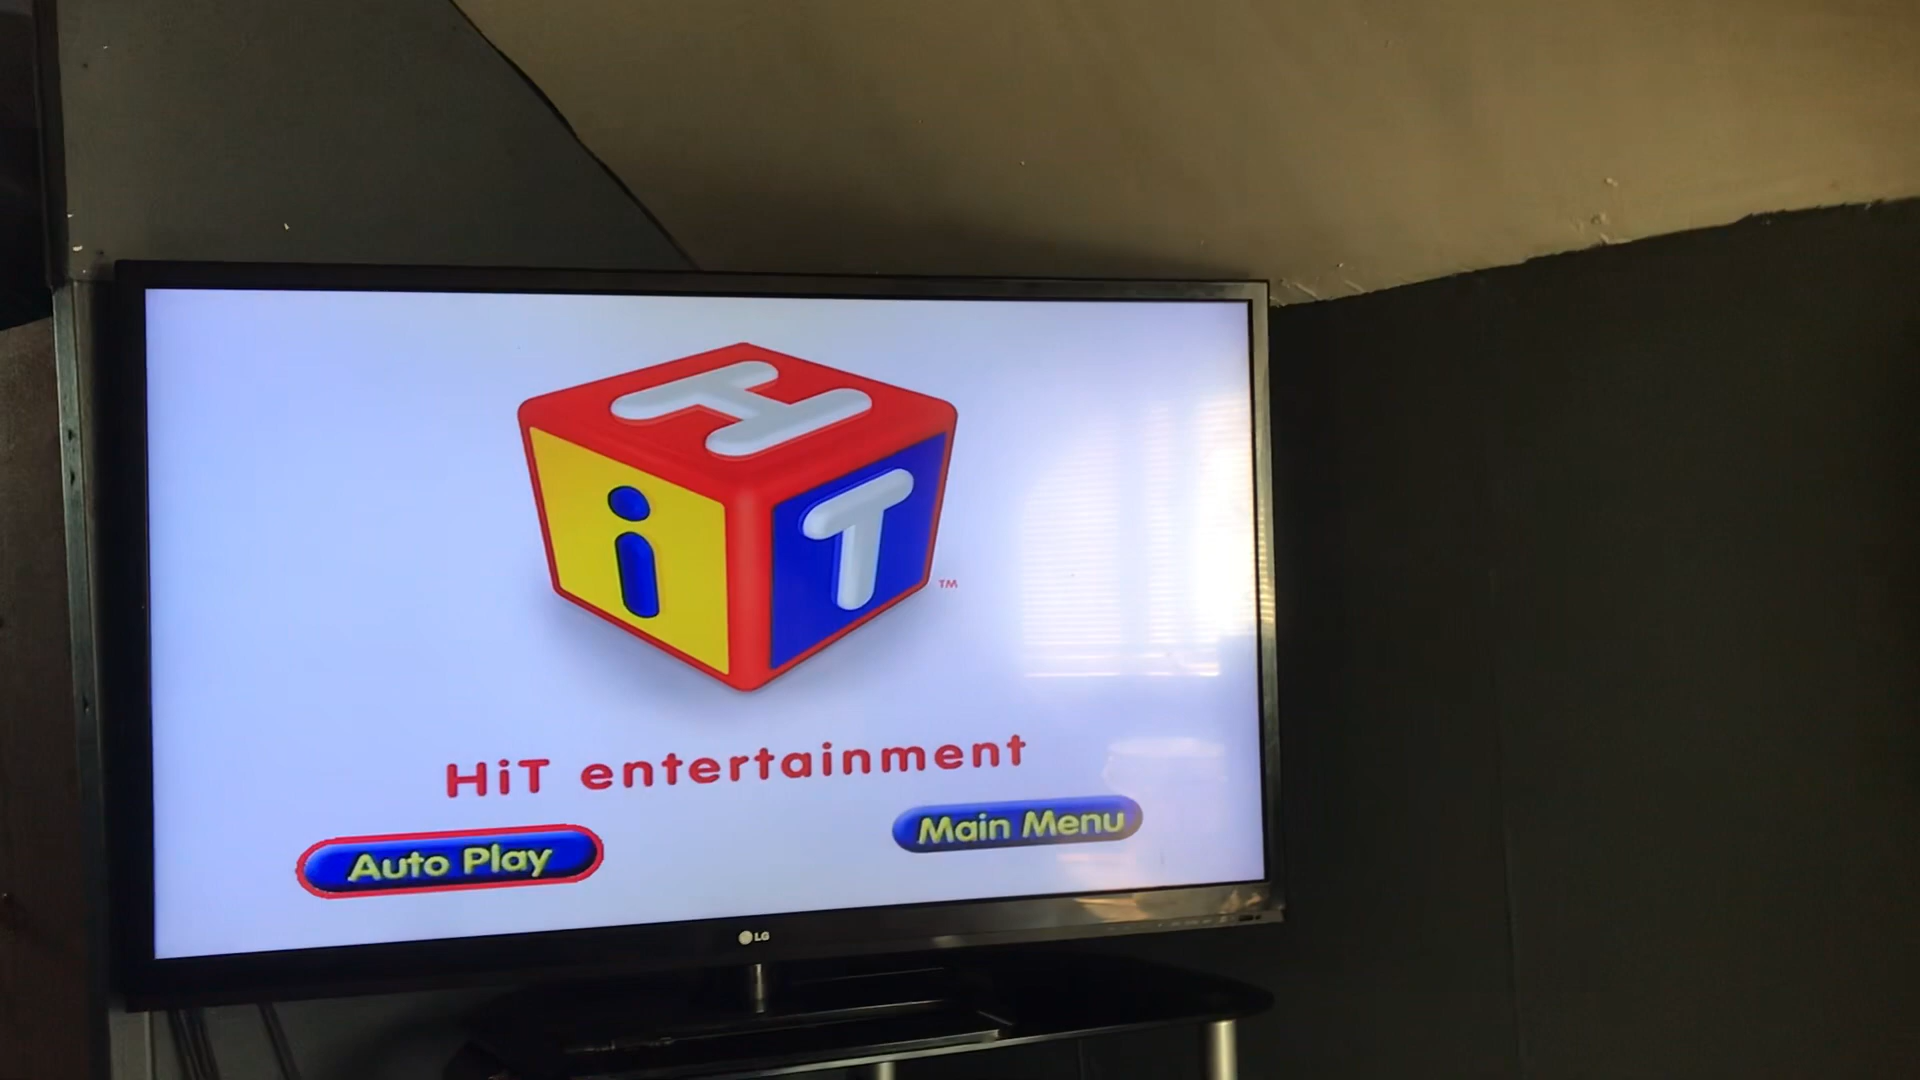 H
i
T
TM
HiT entertainment
Auto Play
Main Menu
LG